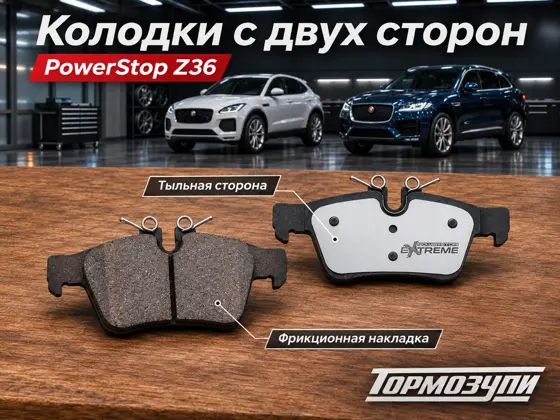 Колодки с двух сторон
PowerStop Z36
Тыльная сторона
EXTREME
Фрикционная накладка
ТОРМОЗУПИ